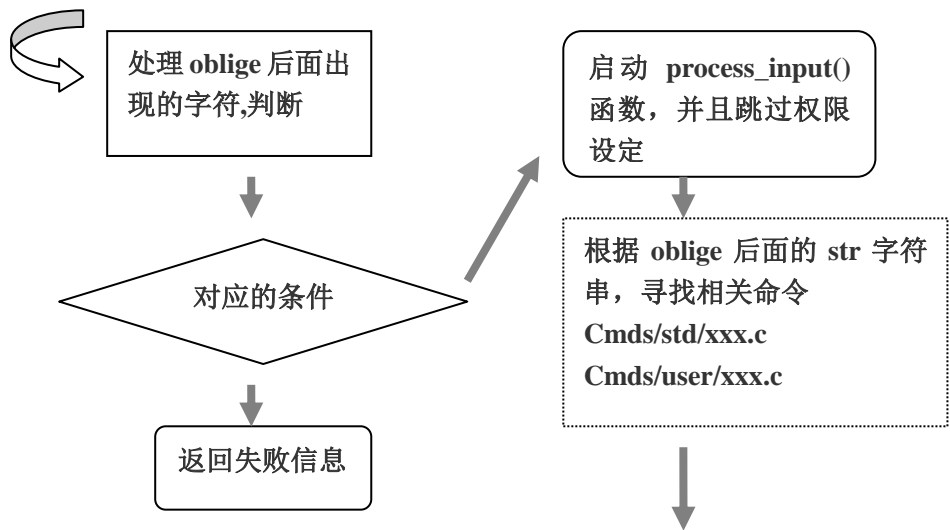 处理 oblige 后面出
现的字符,判断
对应的条件
返回失败信息
启动 process_input()
函数，并且跳过权限
设定
根据 oblige 后面的 str 字符
串，寻找相关命令
Cmds/std/xxx.c
Cmds/user/xxx.c